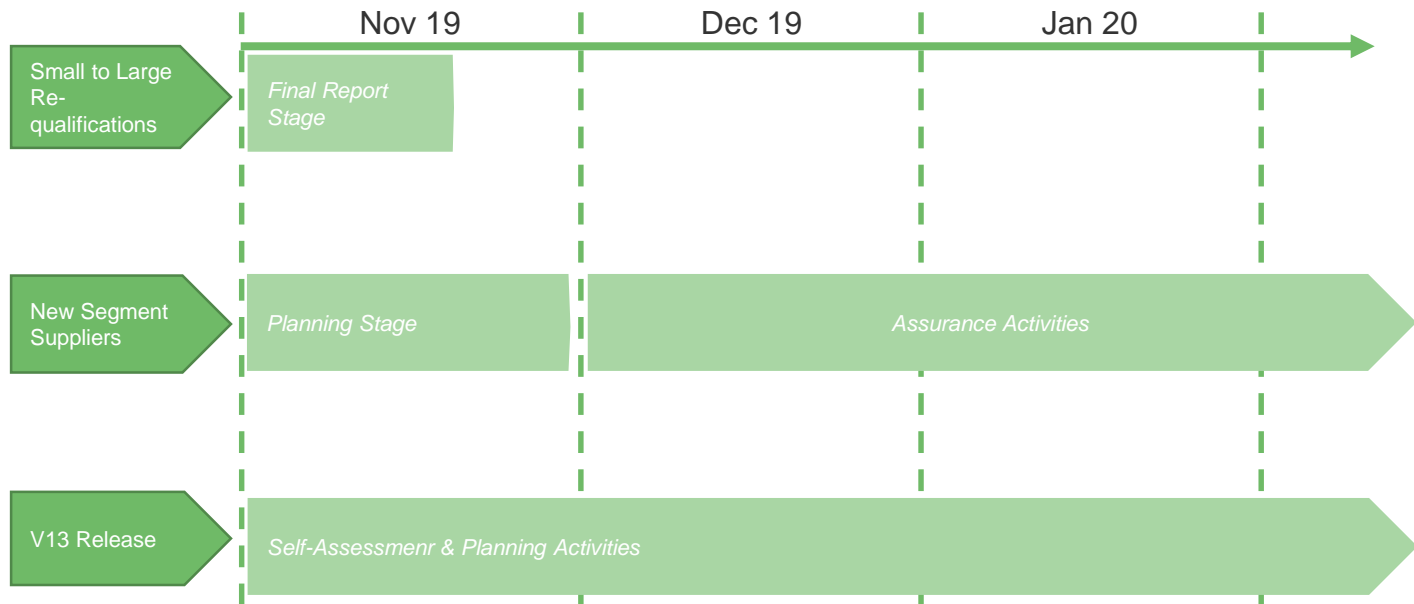 Nov 19
Dec 19
Jan 20
Small to Large
Re-
qualifications
Final Report
Stage
New Segment
Suppliers
Planning Stage
Assurance Activities
V13 Release
Self-Assessmenr & Planning Activities